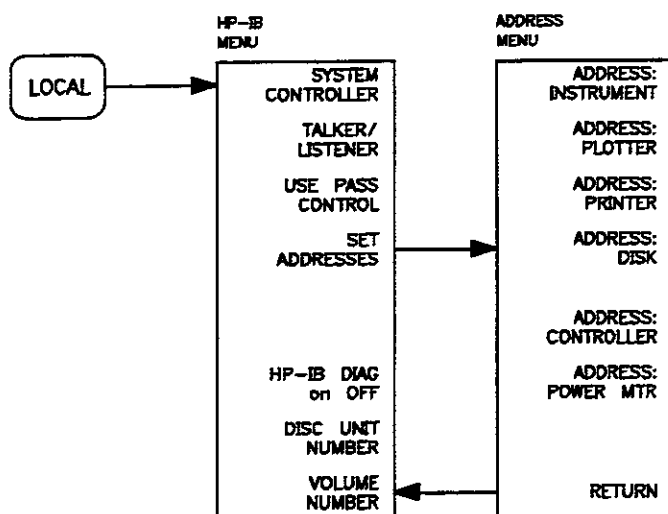 HP-IB
MENU
LOCAL
SYSTEM
CONTROLLER
TALKER/
LISTENER
USE PASS
CONTROL
SET
ADDRESSES
HP-IB DIAG
on OFF
DISC UNIT
NUMBER
VOLUME
NUMBER
ADDRESS
MENU
ADDRESS:
INSTRUMENT
ADDRESS:
PLOTTER
ADDRESS:
PRINTER
ADDRESS:
DISK
ADDRESS:
CONTROLLER
ADDRESS:
POWER MTR
RETURN